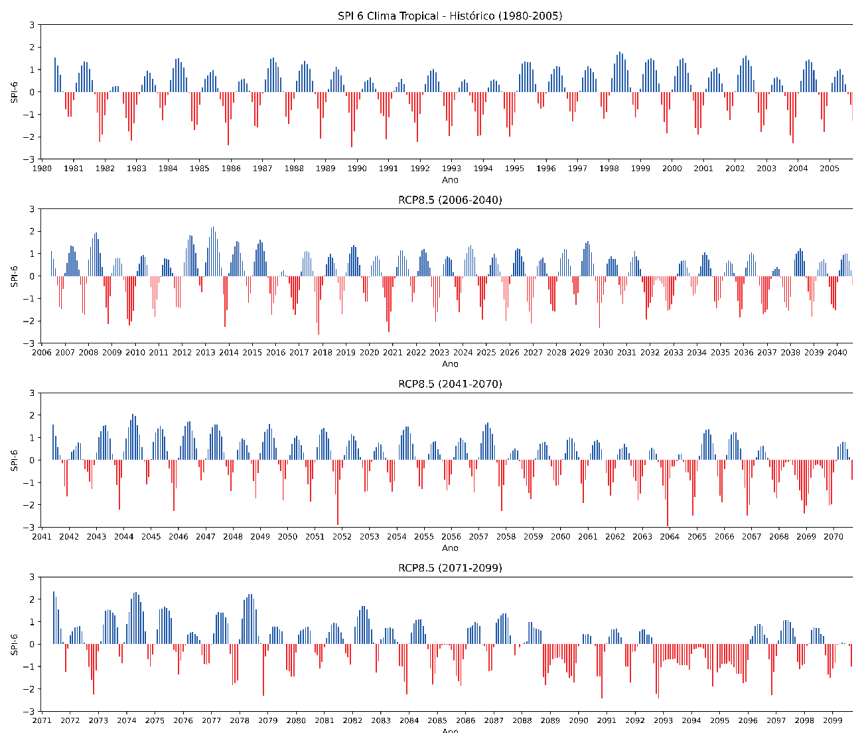 SPI 6 Clima Tropical - Histórico (1980-2005)
3
2
1
0
−1
−2
−3
SPI-6
1980 1981 1982 1983 1984 1985 1986 1987 1988 1989 1990 1991 1992 1993 1994 1995 1996 1997 1998 1999 2000 2001 2002 2003 2004 2005
Ano
RCP8.5 (2006-2040)
3
2
1
0
−1
−2
−3
SPI-6
2006 2007 2008 2009 2010 2011 2012 2013 2014 2015 2016 2017 2018 2019 2020 2021 2022 2023 2024 2025 2026 2027 2028 2029 2030 2031 2032 2033 2034 2035 2036 2037 2038 2039 2040
Ano
RCP8.5 (2041-2070)
3
2
1
0
−1
−2
−3
SPI-6
2041 2042 2043 2044 2045 2046 2047 2048 2049 2050 2051 2052 2053 2054 2055 2056 2057 2058 2059 2060 2061 2062 2063 2064 2065 2066 2067 2068 2069 2070
Ano
RCP8.5 (2071-2099)
3
2
1
0
−1
−2
−3
SPI-6
2071 2072 2073 2074 2075 2076 2077 2078 2079 2080 2081 2082 2083 2084 2085 2086 2087 2088 2089 2090 2091 2092 2093 2094 2095 2096 2097 2098 2099
Ano